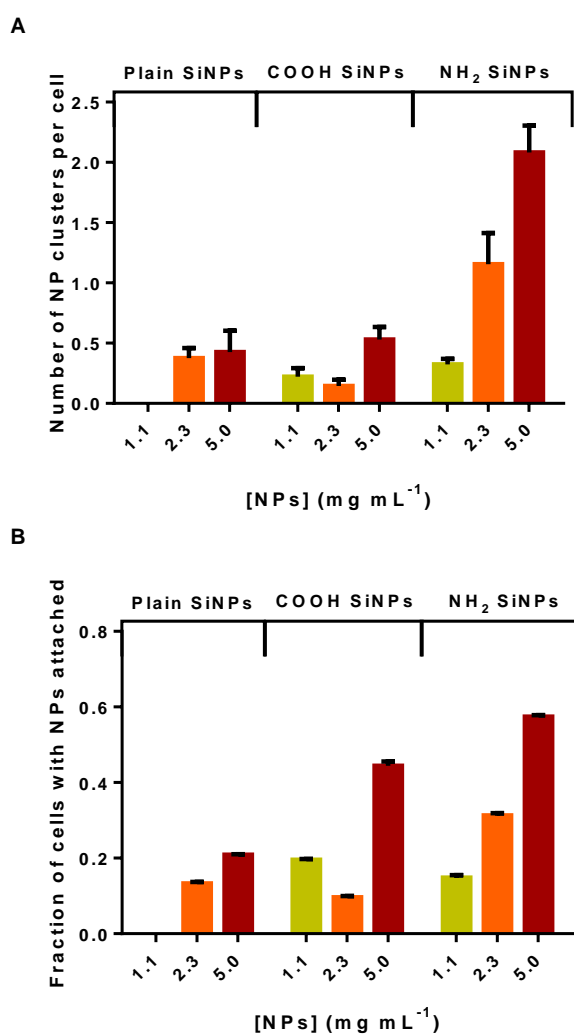 A
Plain SiNPs COOH SiNPs NH2 SiNPs
Number of NP clusters per cell
2.5
2.0
1.5
1.0
0.5
0.0
1.1 2.3 5.0 1.1 2.3 5.0 1.1 2.3 5.0
[NPs] (mg mL-1)
B
Plain SiNPs COOH SiNPs NH2 SiNPs
Fraction of cells with NPs attached
0.8
0.6
0.4
0.2
0.0
1.1 2.3 5.0 1.1 2.3 5.0 1.1 2.3 5.0
[NPs] (mg mL-1)